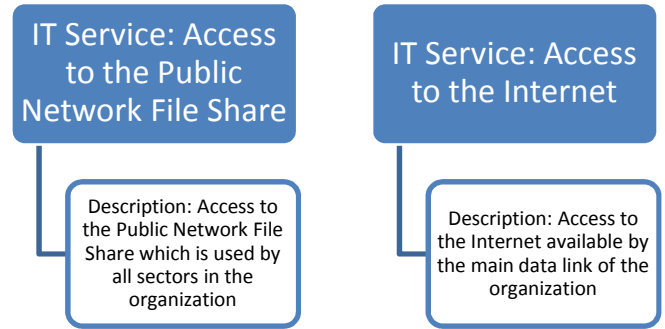 IT Service: Access
to the Public
Network File Share
Description: Access to
the Public Network File
Share which is used by
all sectors in the
organization
IT Service: Access
to the Internet
Description: Access to
the Internet available by
the main data link of the
organization